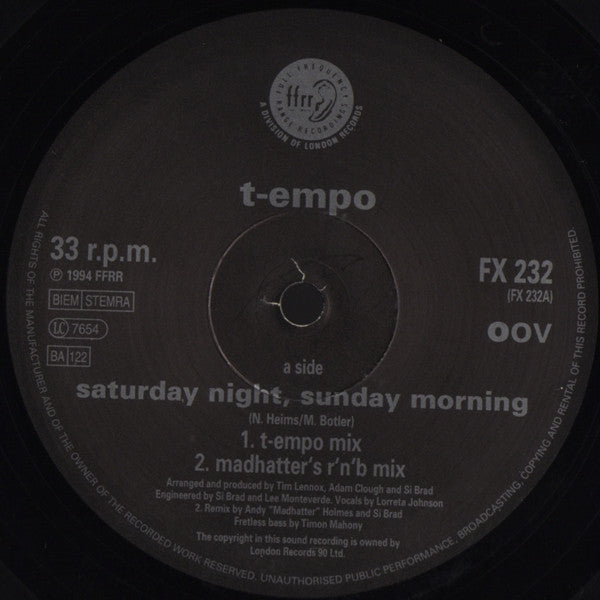 FULL FREQUENCY
ffrr
RANGE RECORDINGS
A DIVISION OF LONDON RECORDS
t-empo
33 r.p.m.
℗ 1994 FFRR
BIEM STEMRA
LC 7654
BA 122
FX 232
(FX 232A)
OOV
a side
saturday night, sunday morning
(N. Heims/M. Botler)
1. t-empo mix
2. madhatter's r'n'b mix
Arranged and produced by Tim Lennox, Adam Clough and Si Brad
Engineered by Si Brad and Lee Monteverde. Vocals by Lorreta Johnson
2. Remix by Andy "Madhatter" Holmes and Si Brad
Fretless bass by Timon Mahony
The copyright in this sound recording is owned by
London Records 90 Ltd.
ALL RIGHTS OF THE MANUFACTURER AND OF THE OWNER OF THE RECORDED WORK RESERVED. UNAUTHORISED PUBLIC PERFORMANCE, BROADCASTING, COPYING AND RENTAL OF THIS RECORD PROHIBITED.